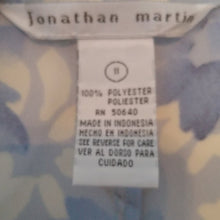 jonathan martin
11
100% POLYESTER
POLIESTER
RN 50640
MADE IN INDONESIA
HECHO EN INDONESIA
SEE REVERSE FOR CARE
VER AL DORSO PARA
CUIDADO